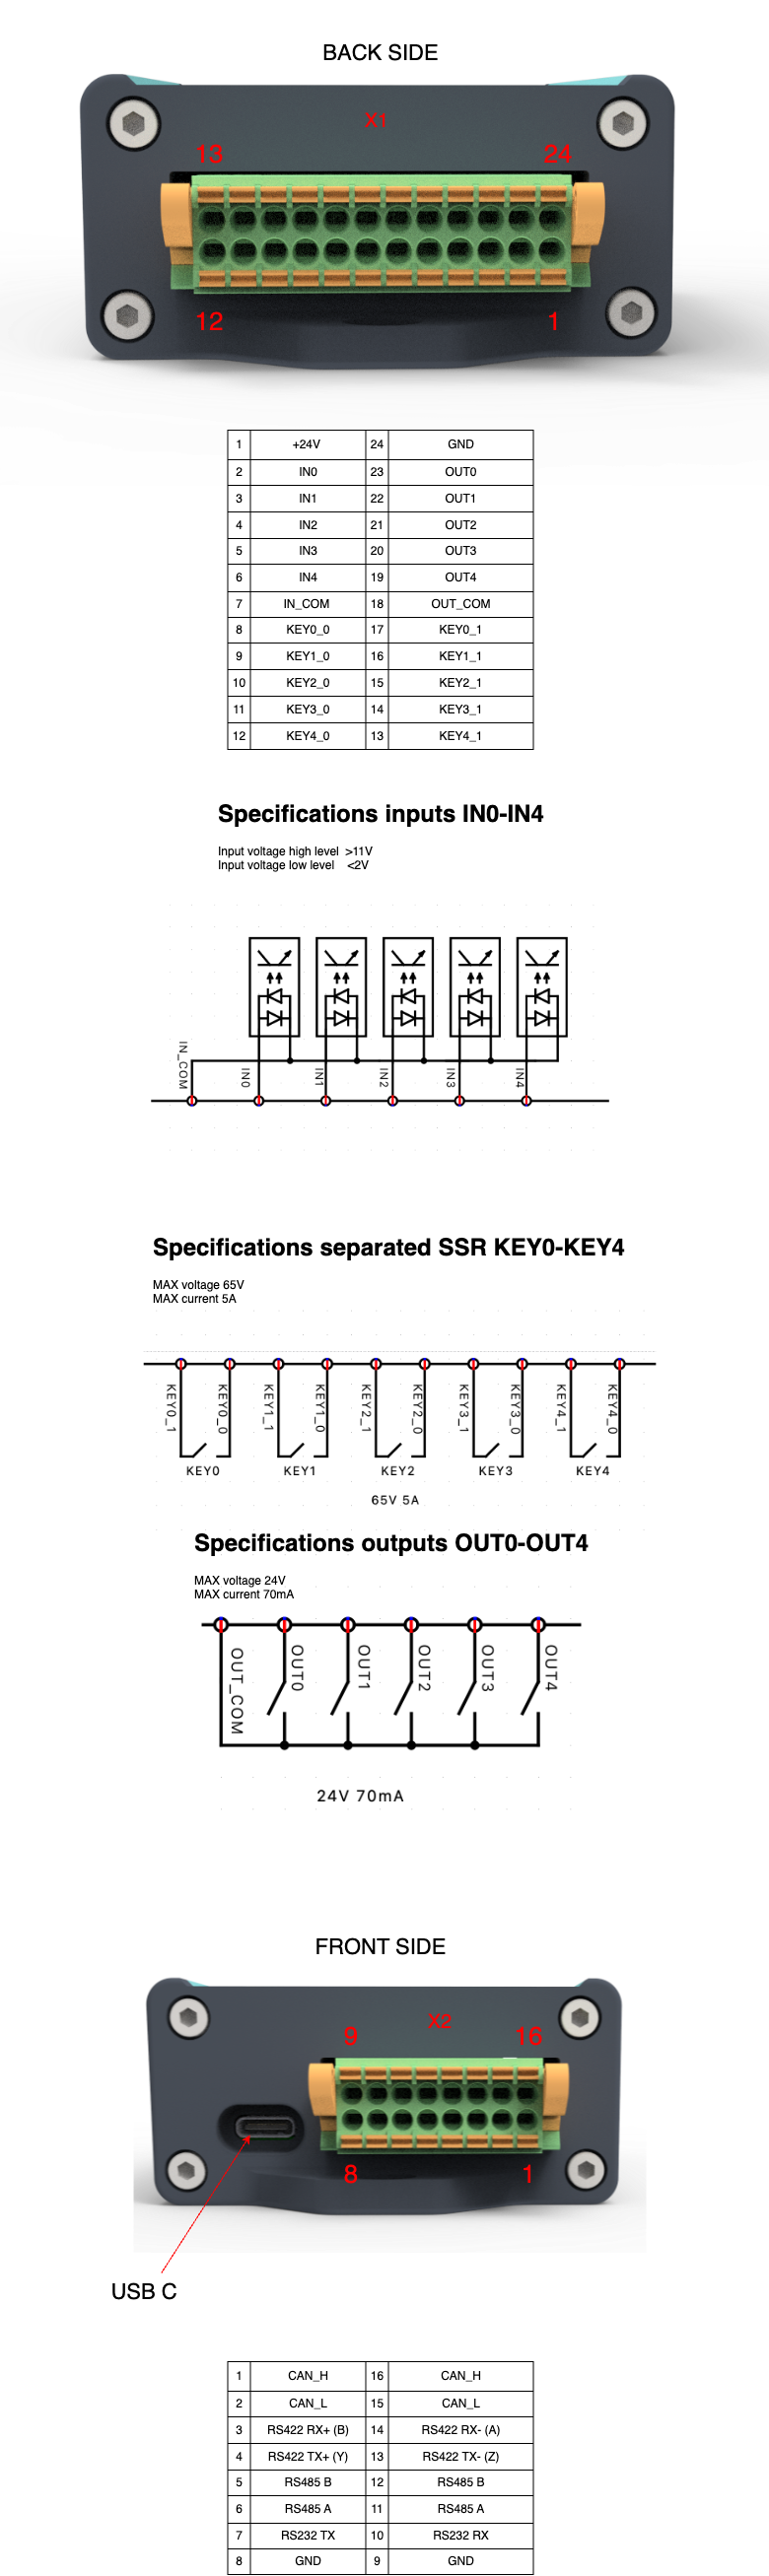 BACK SIDE
X1
13 24
12 1
1 +24V 24 GND
2 IN0 23 OUT0
3 IN1 22 OUT1
4 IN2 21 OUT2
5 IN3 20 OUT3
6 IN4 19 OUT4
7 IN_COM 18 OUT_COM
8 KEY0_0 17 KEY0_1
9 KEY1_0 16 KEY1_1
10 KEY2_0 15 KEY2_1
11 KEY3_0 14 KEY3_1
12 KEY4_0 13 KEY4_1
Specifications inputs IN0-IN4
Input voltage high level >11V
Input voltage low level <2V
IN_COM IN0 IN1 IN2 IN3 IN4
Specifications separated SSR KEY0-KEY4
MAX voltage 65V
MAX current 5A
KEY0_1 KEY0_0 KEY1_1 KEY1_0 KEY2_1 KEY2_0 KEY3_1 KEY3_0 KEY4_1 KEY4_0
KEY0 KEY1 KEY2 KEY3 KEY4
65V 5A
Specifications outputs OUT0-OUT4
MAX voltage 24V
MAX current 70mA
OUT_COM OUT0 OUT1 OUT2 OUT3 OUT4
24V 70mA
FRONT SIDE
X2
9 16
8 1
USB C
1 CAN_H 16 CAN_H
2 CAN_L 15 CAN_L
3 RS422 RX+ (B) 14 RS422 RX- (A)
4 RS422 TX+ (Y) 13 RS422 TX- (Z)
5 RS485 B 12 RS485 B
6 RS485 A 11 RS485 A
7 RS232 TX 10 RS232 RX
8 GND 9 GND